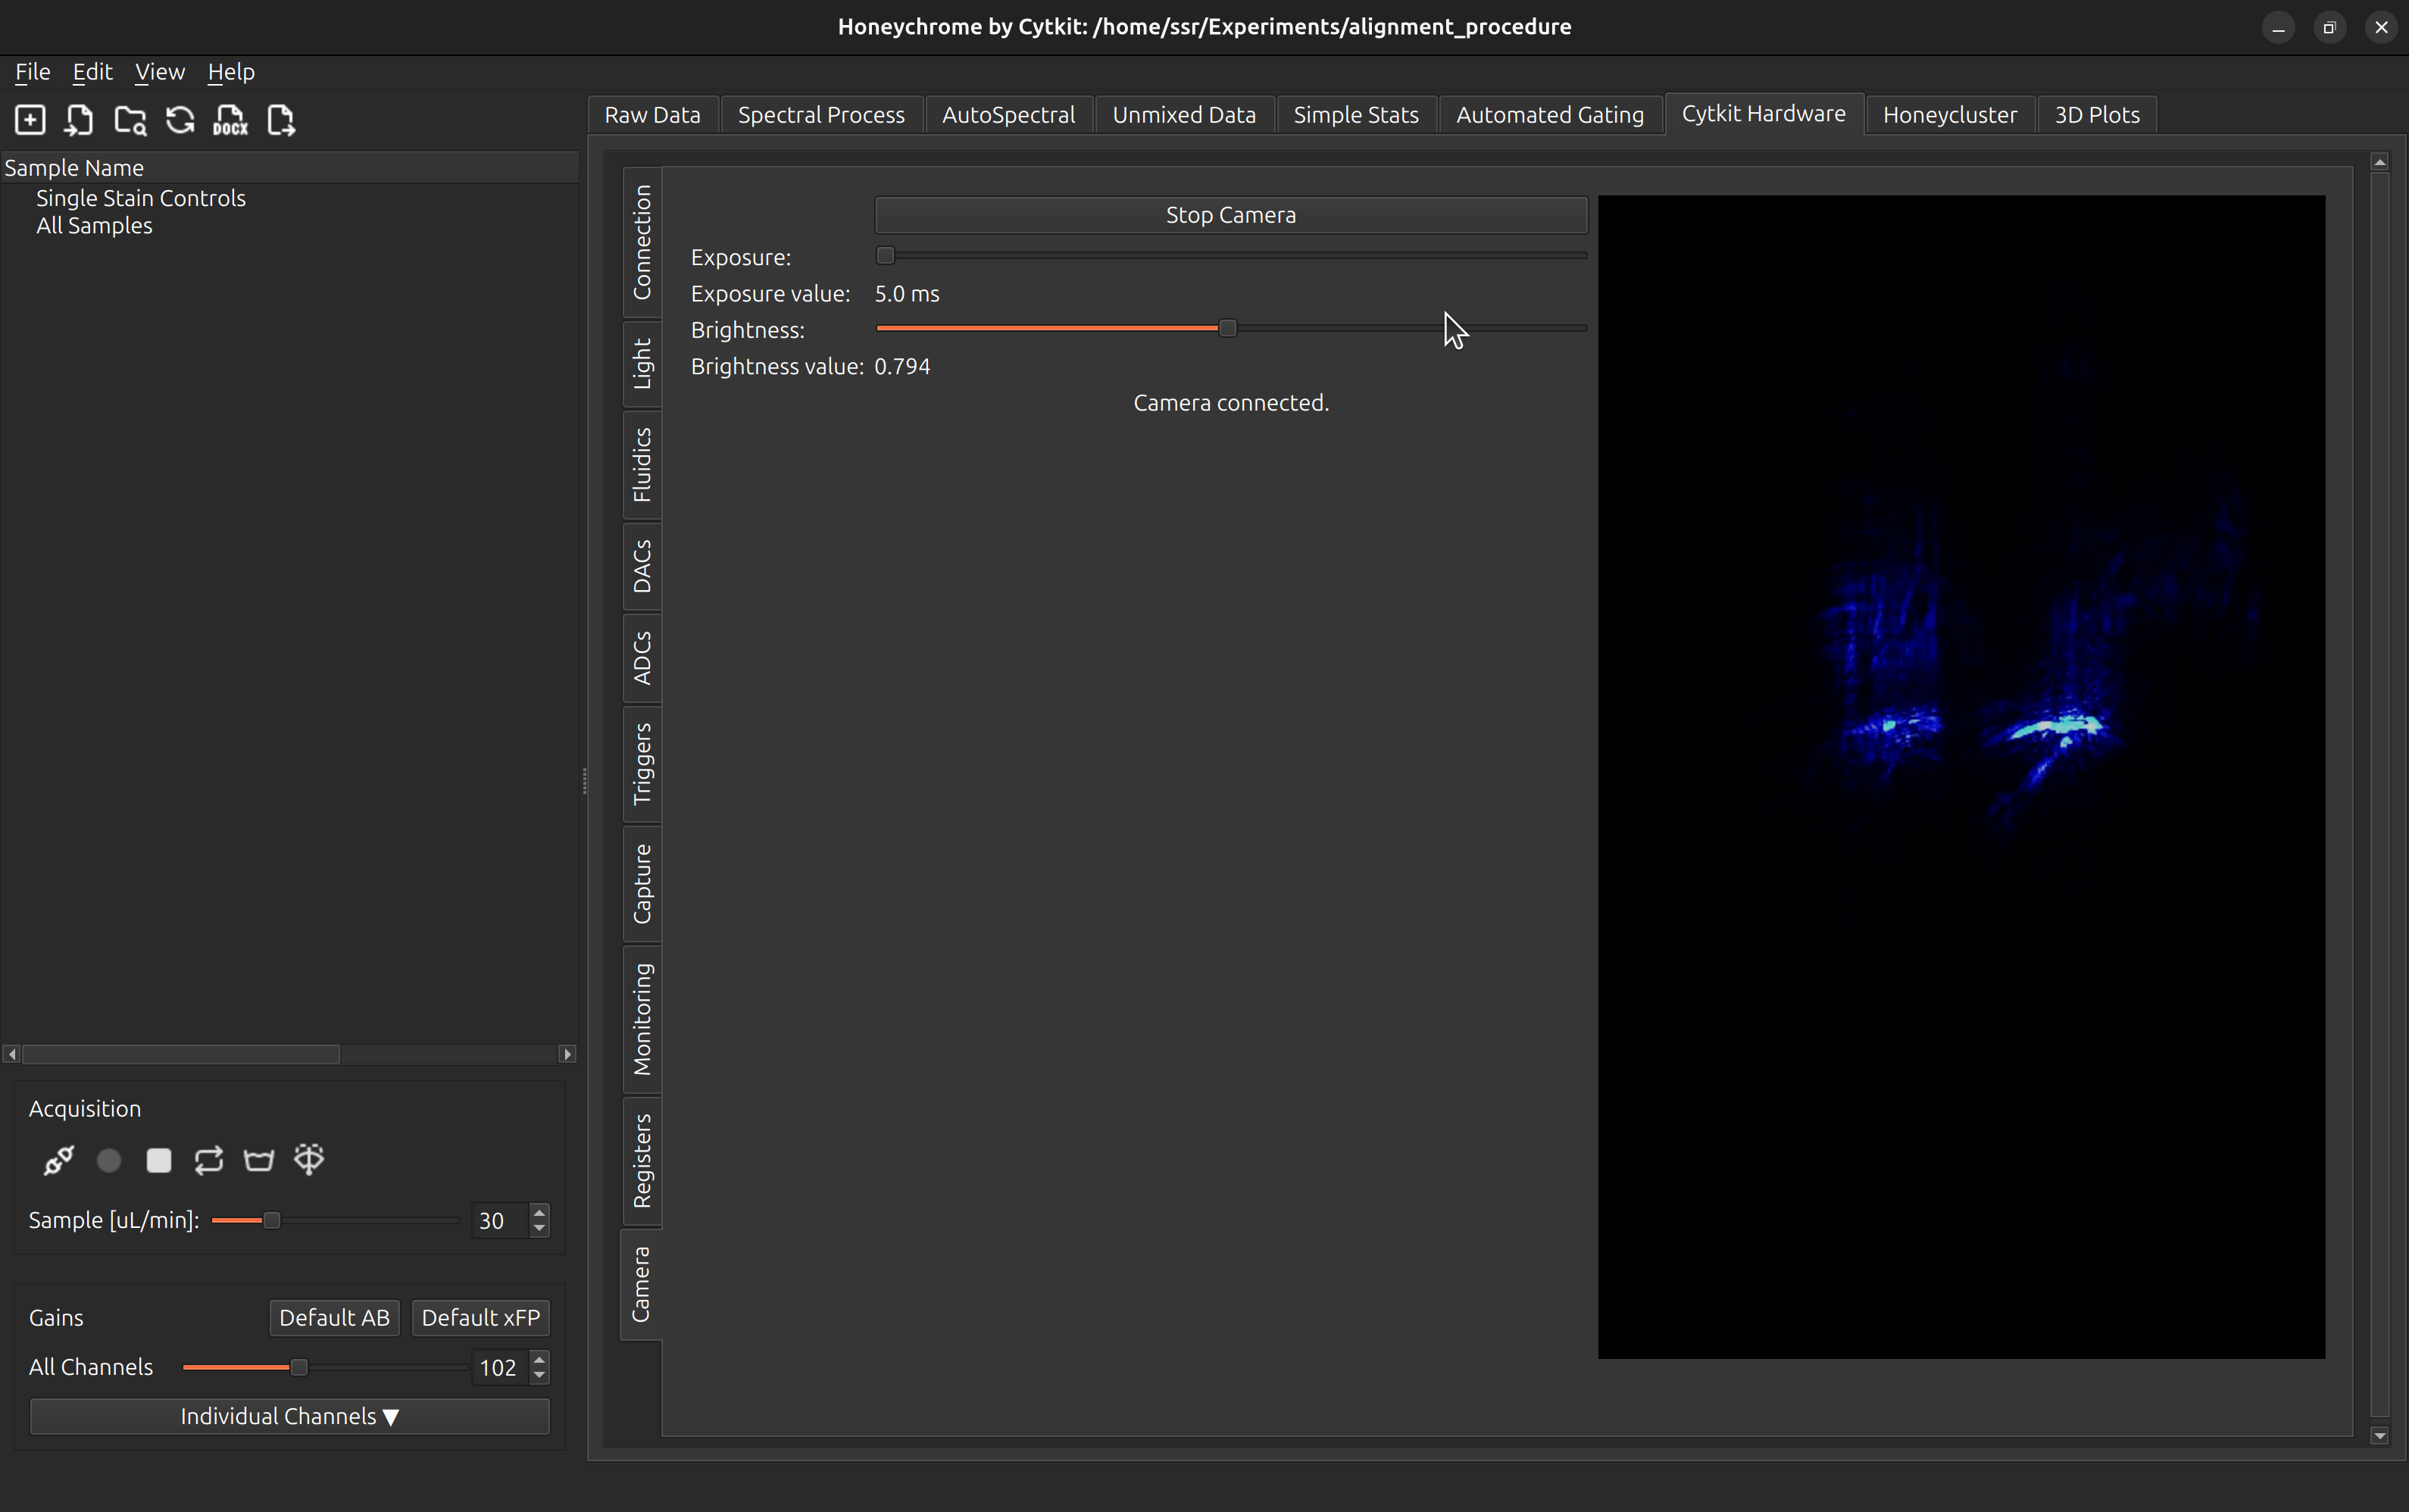 Honeychrome by Cytkit: /home/ssr/Experiments/alignment_procedure
File Edit View Help
DOCX
Raw Data Spectral Process AutoSpectral Unmixed Data Simple Stats Automated Gating Cytkit Hardware Honeycluster 3D Plots
Sample Name
Single Stain Controls
All Samples
Connection
Light
Fluidics
DACs
ADCs
Triggers
Capture
Monitoring
Registers
Camera
Stop Camera
Exposure:
Exposure value: 5.0 ms
Brightness:
Brightness value: 0.794
Camera connected.
Acquisition
Sample [uL/min]: 30
Gains Default AB Default xFP
All Channels 102
Individual Channels ▼